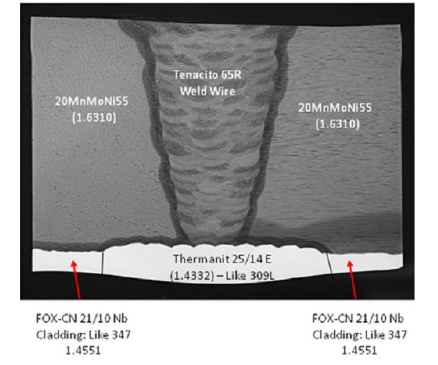 Tenacito 65R
Weld Wire
20MnMoNi55
(1.6310)
20MnMoNi55
(1.6310)
Thermanit 25/14 E
(1.4332) – Like 309L
FOX-CN 21/10 Nb
Cladding: Like 347
1.4551
FOX-CN 21/10 Nb
Cladding: Like 347
1.4551